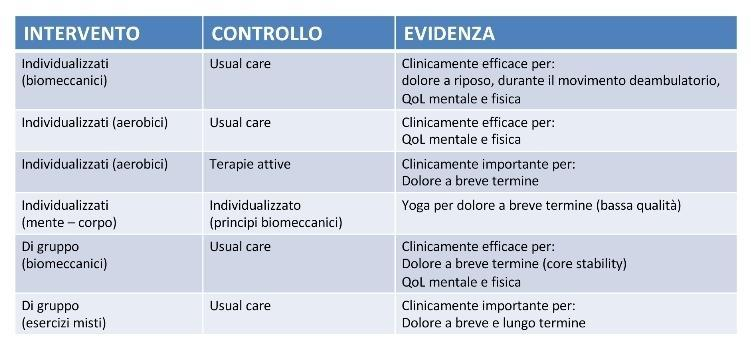 INTERVENTO CONTROLLO EVIDENZA
Individualizzati
(biomeccanici)
Usual care
Clinicamente efficace per:
dolore a riposo, durante il movimento deambulatorio,
QoL mentale e fisica
Individualizzati (aerobici)
Usual care
Clinicamente efficace per:
QoL mentale e fisica
Individualizzati (aerobici)
Terapie attive
Clinicamente importante per:
Dolore a breve termine
Individualizzati
(mente – corpo)
Individualizzato
(principi biomeccanici)
Yoga per dolore a breve termine (bassa qualità)
Di gruppo
(biomeccanici)
Usual care
Clinicamente efficace per:
Dolore a breve termine (core stability)
QoL mentale e fisica
Di gruppo
(esercizi misti)
Usual care
Clinicamente importante per:
Dolore a breve e lungo termine